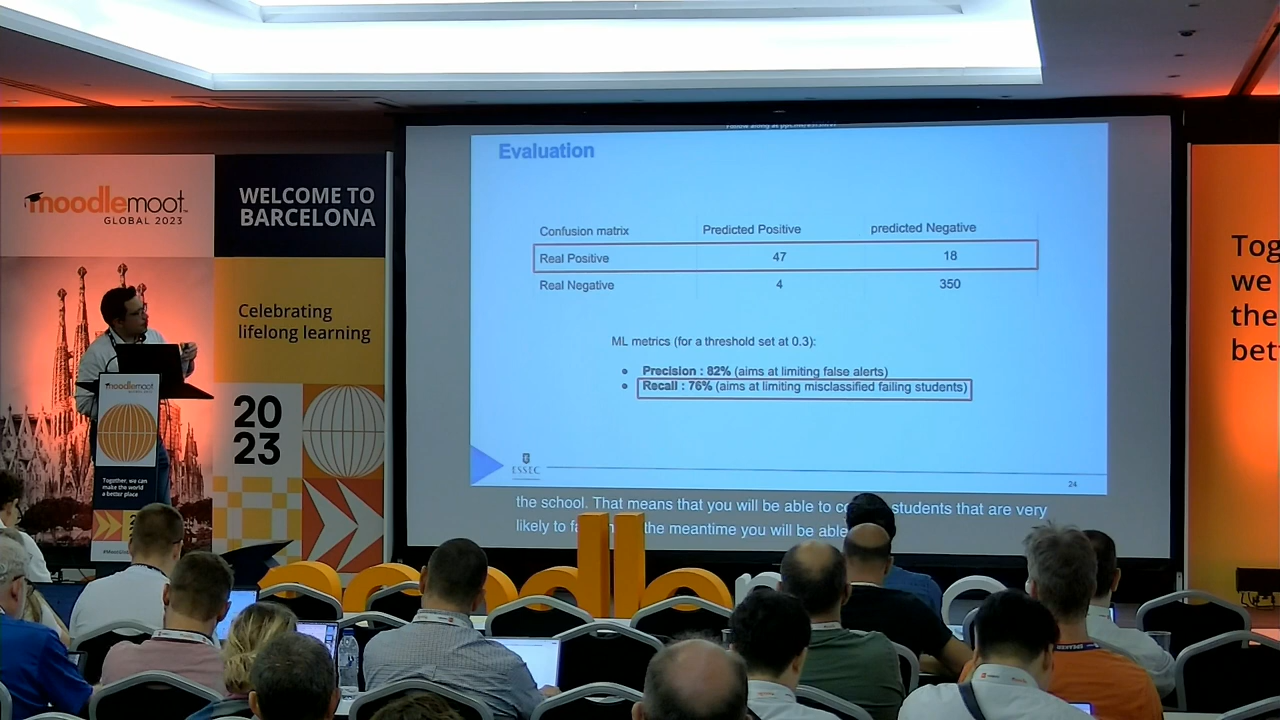 moodlemoot
GLOBAL 2023
WELCOME TO
BARCELONA
Celebrating
lifelong learning
20
23
moodlemoot
Together, we can
make the world
a better place
Evaluation
Confusion matrix Predicted Positive predicted Negative
Real Positive 47 18
Real Negative 4 350
ML metrics (for a threshold set at 0.3):
• Precision : 82% (aims at limiting false alerts)
• Recall : 76% (aims at limiting misclassified failing students)
ESSEC
24
the school. That means that you will be able to students that are very
likely to the meantime you will be able
Tog
we
the
bet